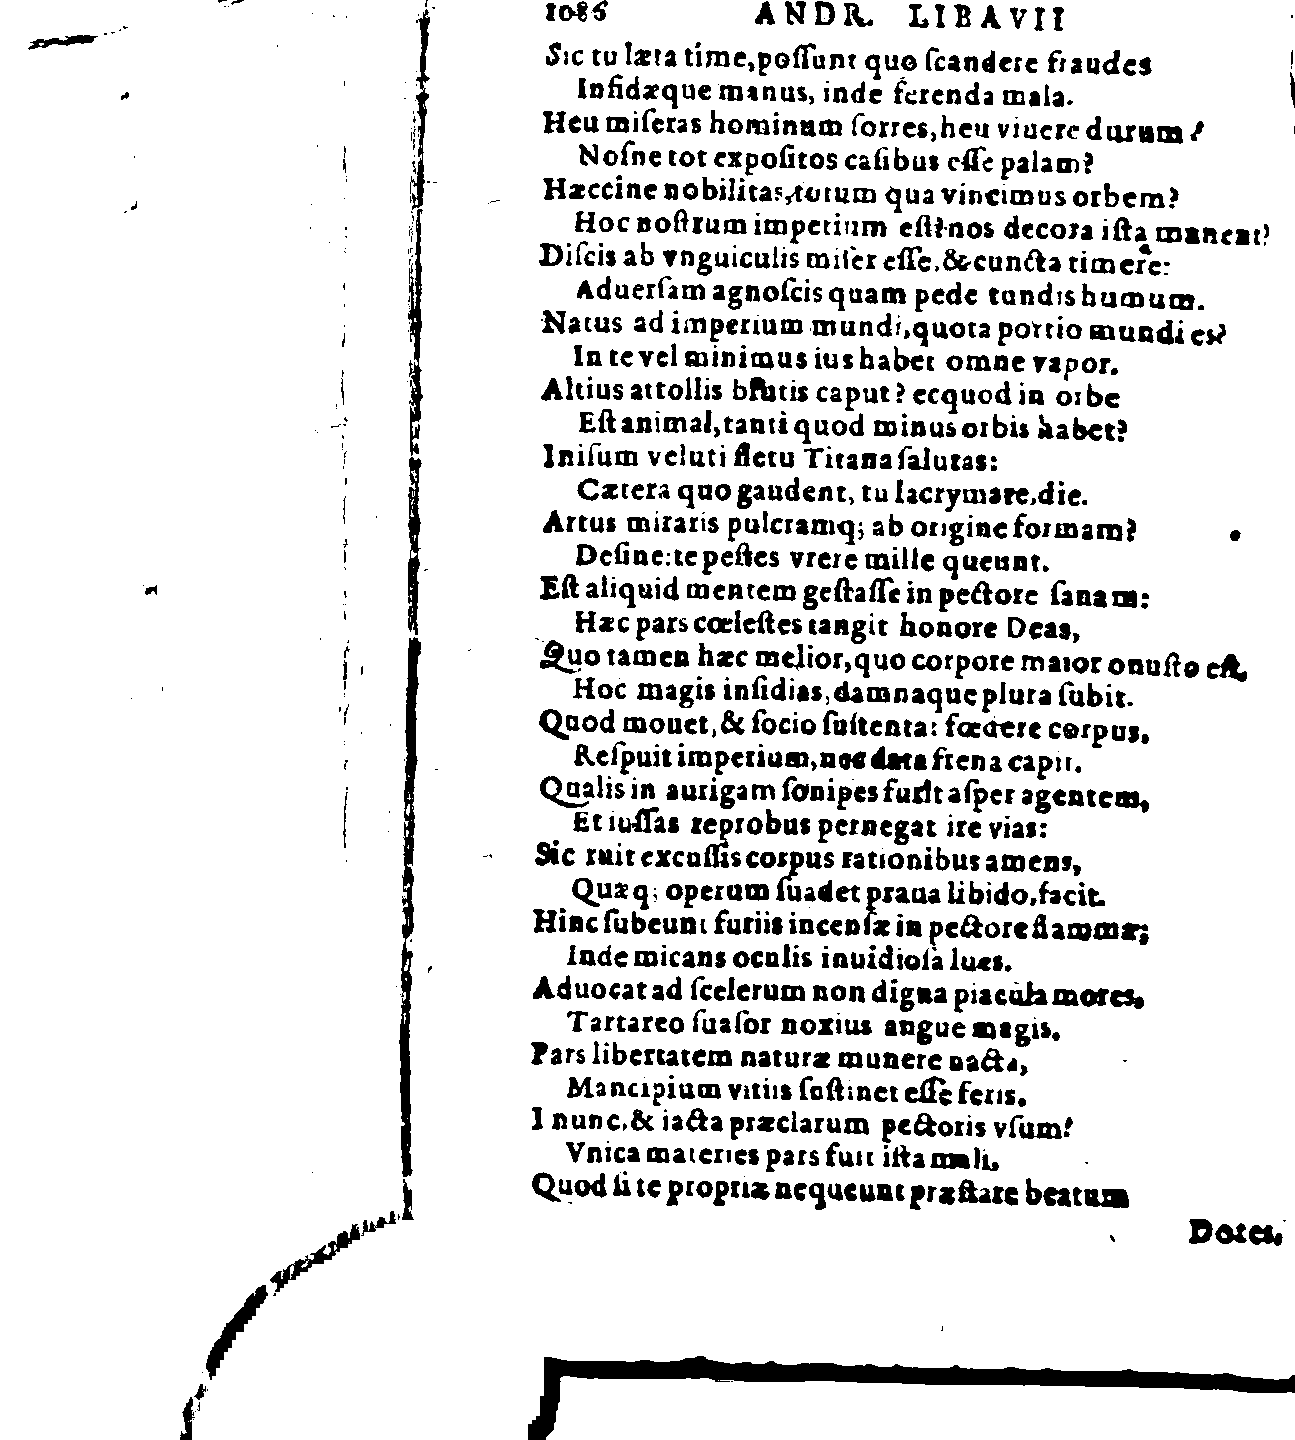 1086 ANDR. LIBAVII
Sic tu læta time, poſſunt quo ſcandere fraudes
Infidæque manus, inde ferenda mala.
Heu miſeras hominum ſortes, heu viuere durum!
Noſne tot expoſitos caſibus eſſe palam?
Hæccine nobilitas, totum qua vincimus orbem?
Hoc noſtrum imperium eſt? nos decora iſta manent?
Diſcis ab vnguiculis miſer eſſe, & cuncta timere:
Aduerſam agnoſcis quam pede tundis humum.
Natus ad imperium mundi, quota portio mundi es?
In te vel minimus ius habet omne vapor.
Altius attollis brutis caput? ecquod in orbe
Eſt animal, tanti quod minus orbis habet?
Iniſum veluti fletu Titana ſalutas:
Cætera quo gaudent, tu lacrymare, die.
Artus miraris pulcramq; ab origine formam?
Deſine: te peſtes vrere mille queunt.
Eſt aliquid mentem geſtaſſe in pectore ſanam:
Hæc pars cœleſtes tangit honore Deas,
Quo tamen hæc melior, quo corpore maior onuſto eſt,
Hoc magis inſidias, damnaque plura ſubit.
Quod mouet, & ſocio ſuſtentat fœdere corpus,
Reſpuit imperium, nec data frena capit.
Qualis in aurigam ſonipes furit aſper agentem,
Et iuſſas reprobus pernegat ire vias:
Sic ruit excuſſis corpus rationibus amens,
Quæq; operum ſuadet praua libido, facit.
Hinc ſubeunt furiis incenſæ in pectore flammæ;
Inde micans oculis inuidioſa lues.
Aduocat ad ſcelerum non digna piacula mores,
Tartareo ſuaſor noxius angue magis.
Pars libertatem naturæ munere nacta,
Mancipium vitiis ſuſtinet eſſe feris.
I nunc, & iacta præclarum pectoris vſum!
Vnica materies pars fuit iſta mali,
Quod ſi te propriæ nequeunt præſtare beatum
Dotes,